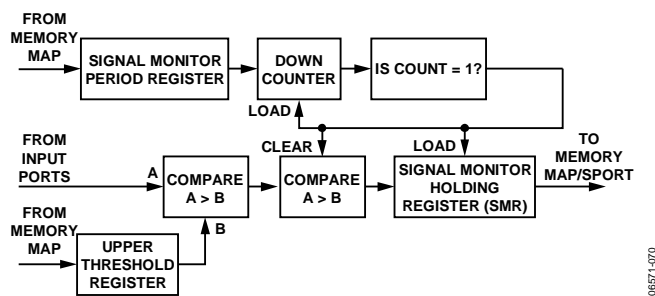 FROM
MEMORY
MAP
SIGNAL MONITOR
PERIOD REGISTER
DOWN
COUNTER
IS COUNT = 1?
LOAD
FROM
INPUT
PORTS
A
COMPARE
A > B
CLEAR
COMPARE
A > B
LOAD
SIGNAL MONITOR
HOLDING
REGISTER (SMR)
TO
MEMORY
MAP/SPORT
FROM
MEMORY
MAP
UPPER
THRESHOLD
REGISTER
B
06571-070